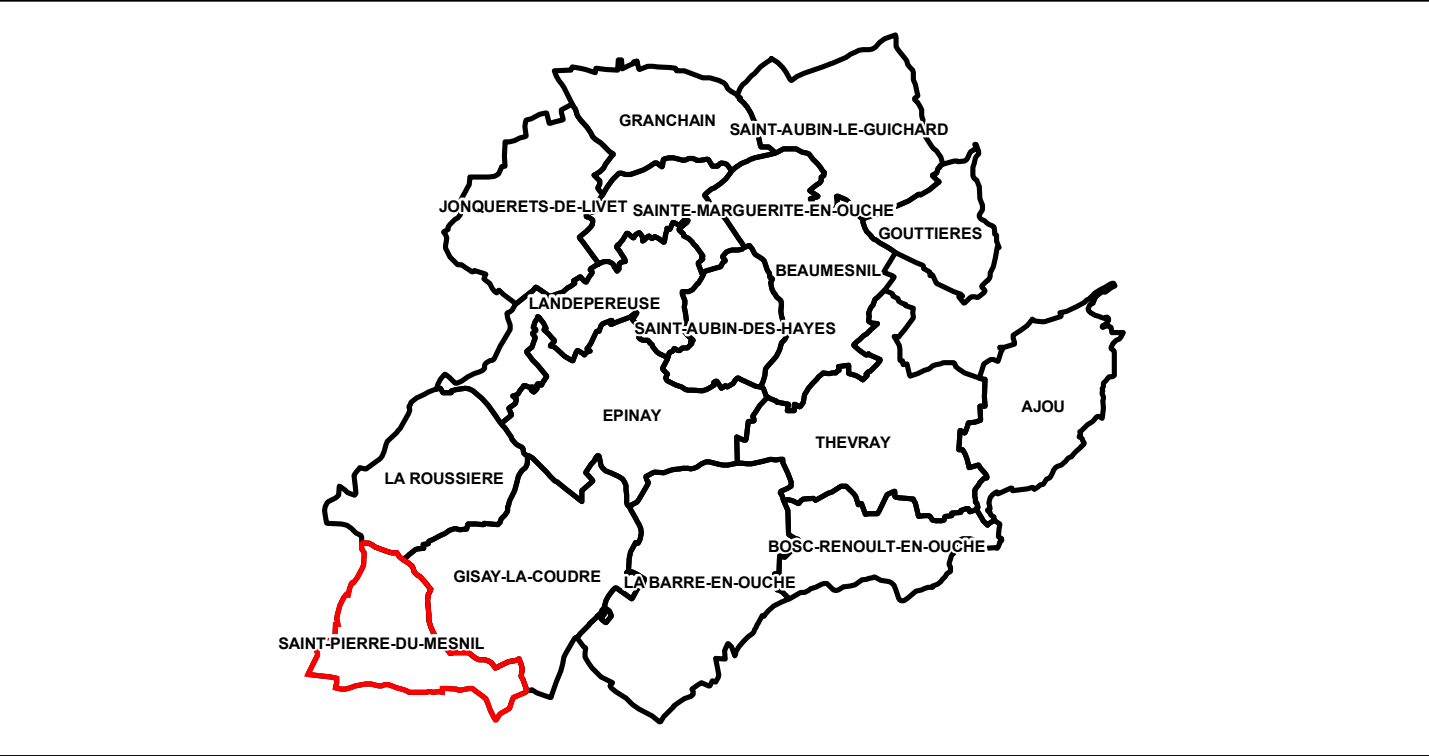 GRANCHAIN
SAINT-AUBIN-LE-GUICHARD
JONQUERETS-DE-LIVET
SAINTE-MARGUERITE-EN-OUCHE
GOUTTIERES
BEAUMESNIL
LANDEPEREUSE
SAINT-AUBIN-DES-HAYES
AJOU
EPINAY
THEVRAY
LA ROUSSIERE
BOSC-RENOULT-EN-OUCHE
GISAY-LA-COUDRE
LA BARRE-EN-OUCHE
SAINT-PIERRE-DU-MESNIL